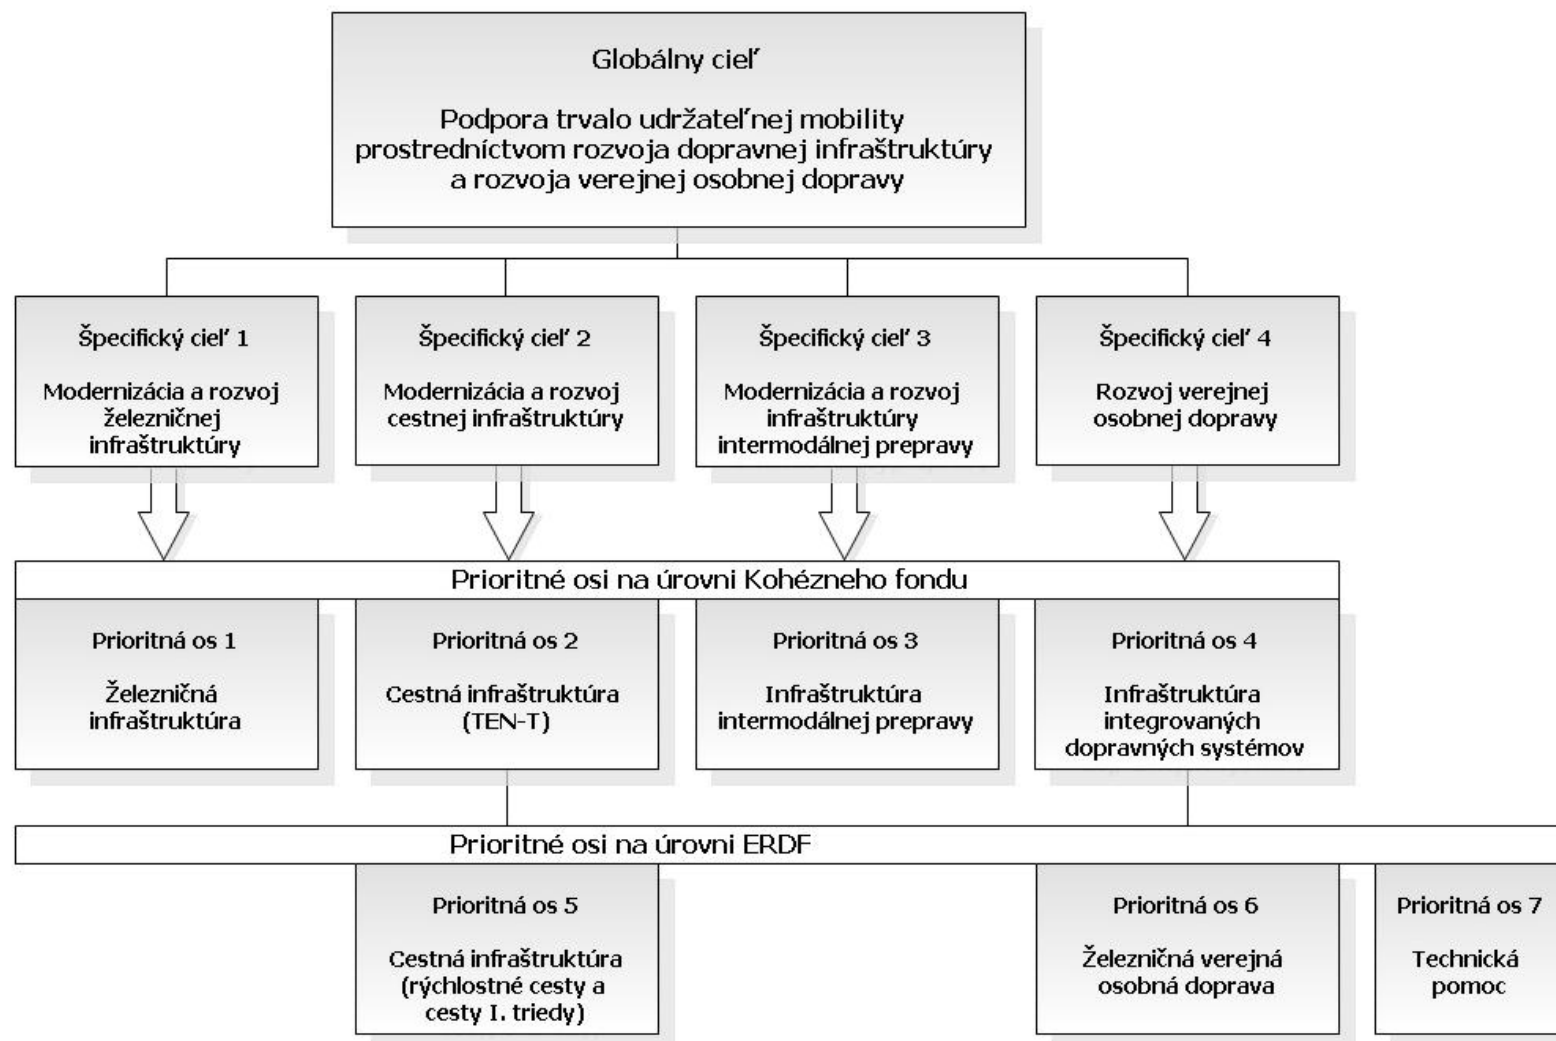 Globálny cieľ
Podpora trvalo udržateľnej mobility
prostredníctvom rozvoja dopravnej infraštruktúry
a rozvoja verejnej osobnej dopravy
Špecifický cieľ 1
Modernizácia a rozvoj
železničnej
infraštruktúry
Špecifický cieľ 2
Modernizácia a rozvoj
cestnej infraštruktúry
Špecifický cieľ 3
Modernizácia a rozvoj
infraštruktúry
intermodálnej prepravy
Špecifický cieľ 4
Rozvoj verejnej
osobnej dopravy
Prioritné osi na úrovni Kohézneho fondu
Prioritná os 1
Železničná
infraštruktúra
Prioritná os 2
Cestná infraštruktúra
(TEN-T)
Prioritná os 3
Infraštruktúra
intermodálnej prepravy
Prioritná os 4
Infraštruktúra
integrovaných
dopravných systémov
Prioritné osi na úrovni ERDF
Prioritná os 5
Cestná infraštruktúra
(rýchlostné cesty a
cesty I. triedy)
Prioritná os 6
Železničná verejná
osobná doprava
Prioritná os 7
Technická
pomoc